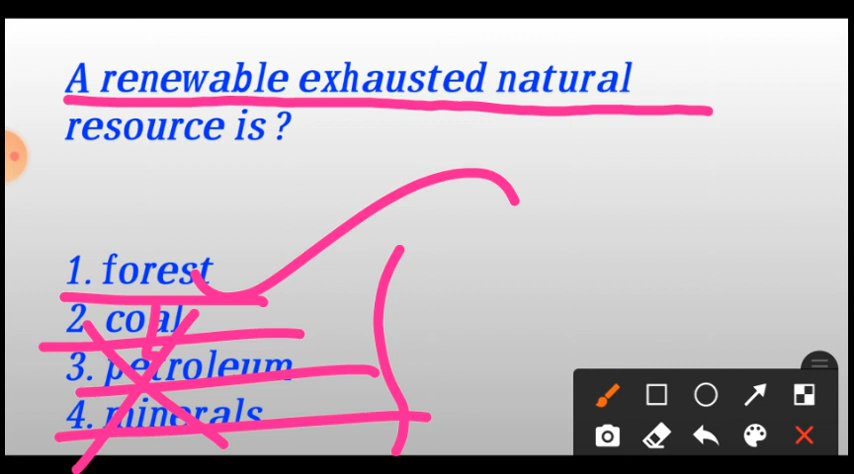 A renewable exhausted natural
resource is ?
1. forest
2. coal
3. petroleum
4. minerals